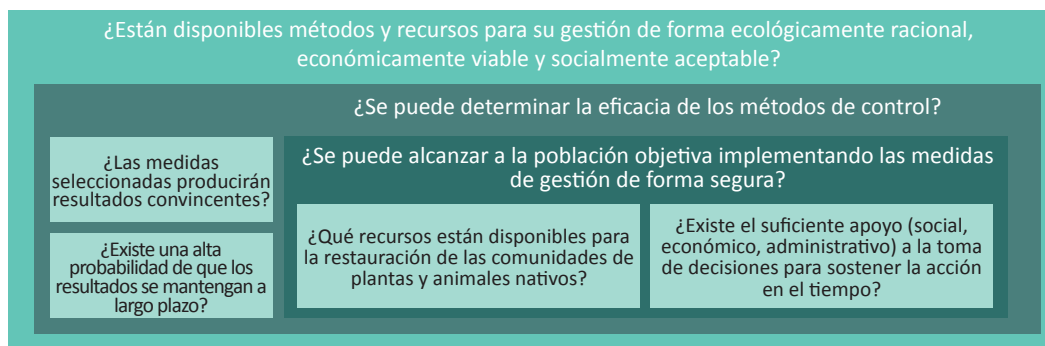 ¿Están disponibles métodos y recursos para su gestión de forma ecológicamente racional,
económicamente viable y socialmente aceptable?
¿Se puede determinar la eficacia de los métodos de control?
¿Las medidas
seleccionadas producirán
resultados convincentes?
¿Existe una alta
probabilidad de que los
resultados se mantengan a
largo plazo?
¿Se puede alcanzar a la población objetiva implementando las medidas
de gestión de forma segura?
¿Qué recursos están disponibles para
la restauración de las comunidades de
plantas y animales nativos?
¿Existe el suficiente apoyo (social,
económico, administrativo) a la toma
de decisiones para sostener la acción
en el tiempo?